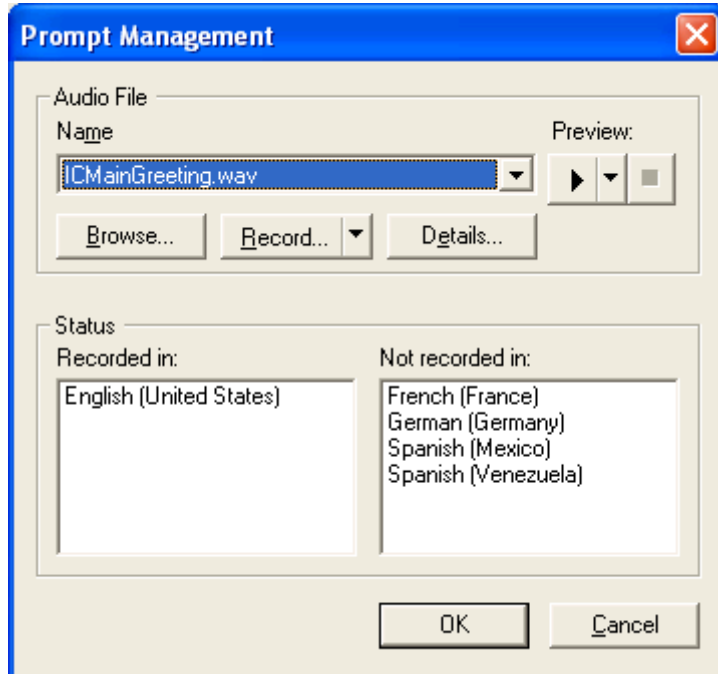 Prompt Management
Audio File
Name
Preview:
ICMainGreeting.wav
Browse...
Record...
Details...
Status
Recorded in:
Not recorded in:
English (United States)
French (France)
German (Germany)
Spanish (Mexico)
Spanish (Venezuela)
OK
Cancel